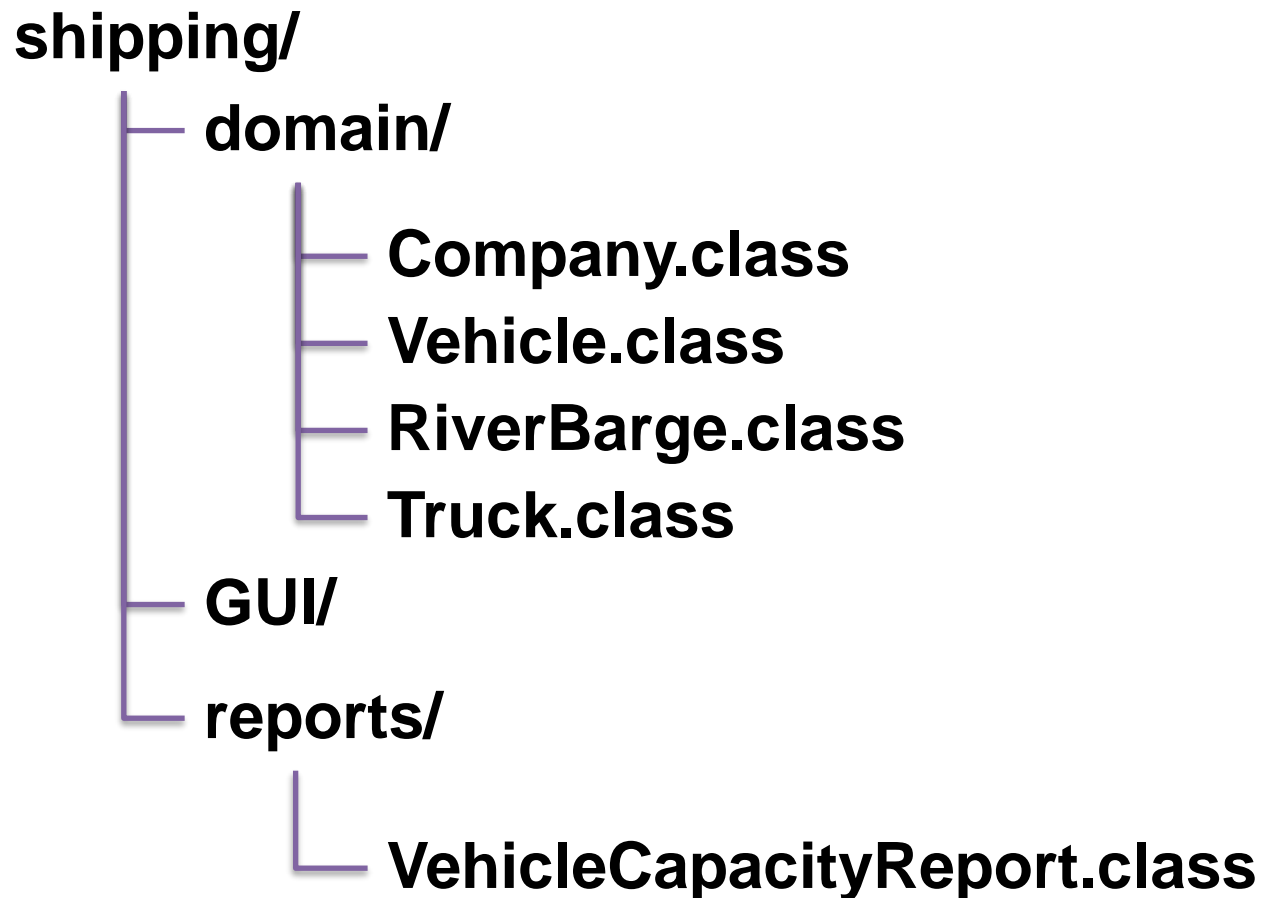 shipping/
domain/
Company.class
Vehicle.class
RiverBarge.class
Truck.class
GUI/
reports/
VehicleCapacityReport.class